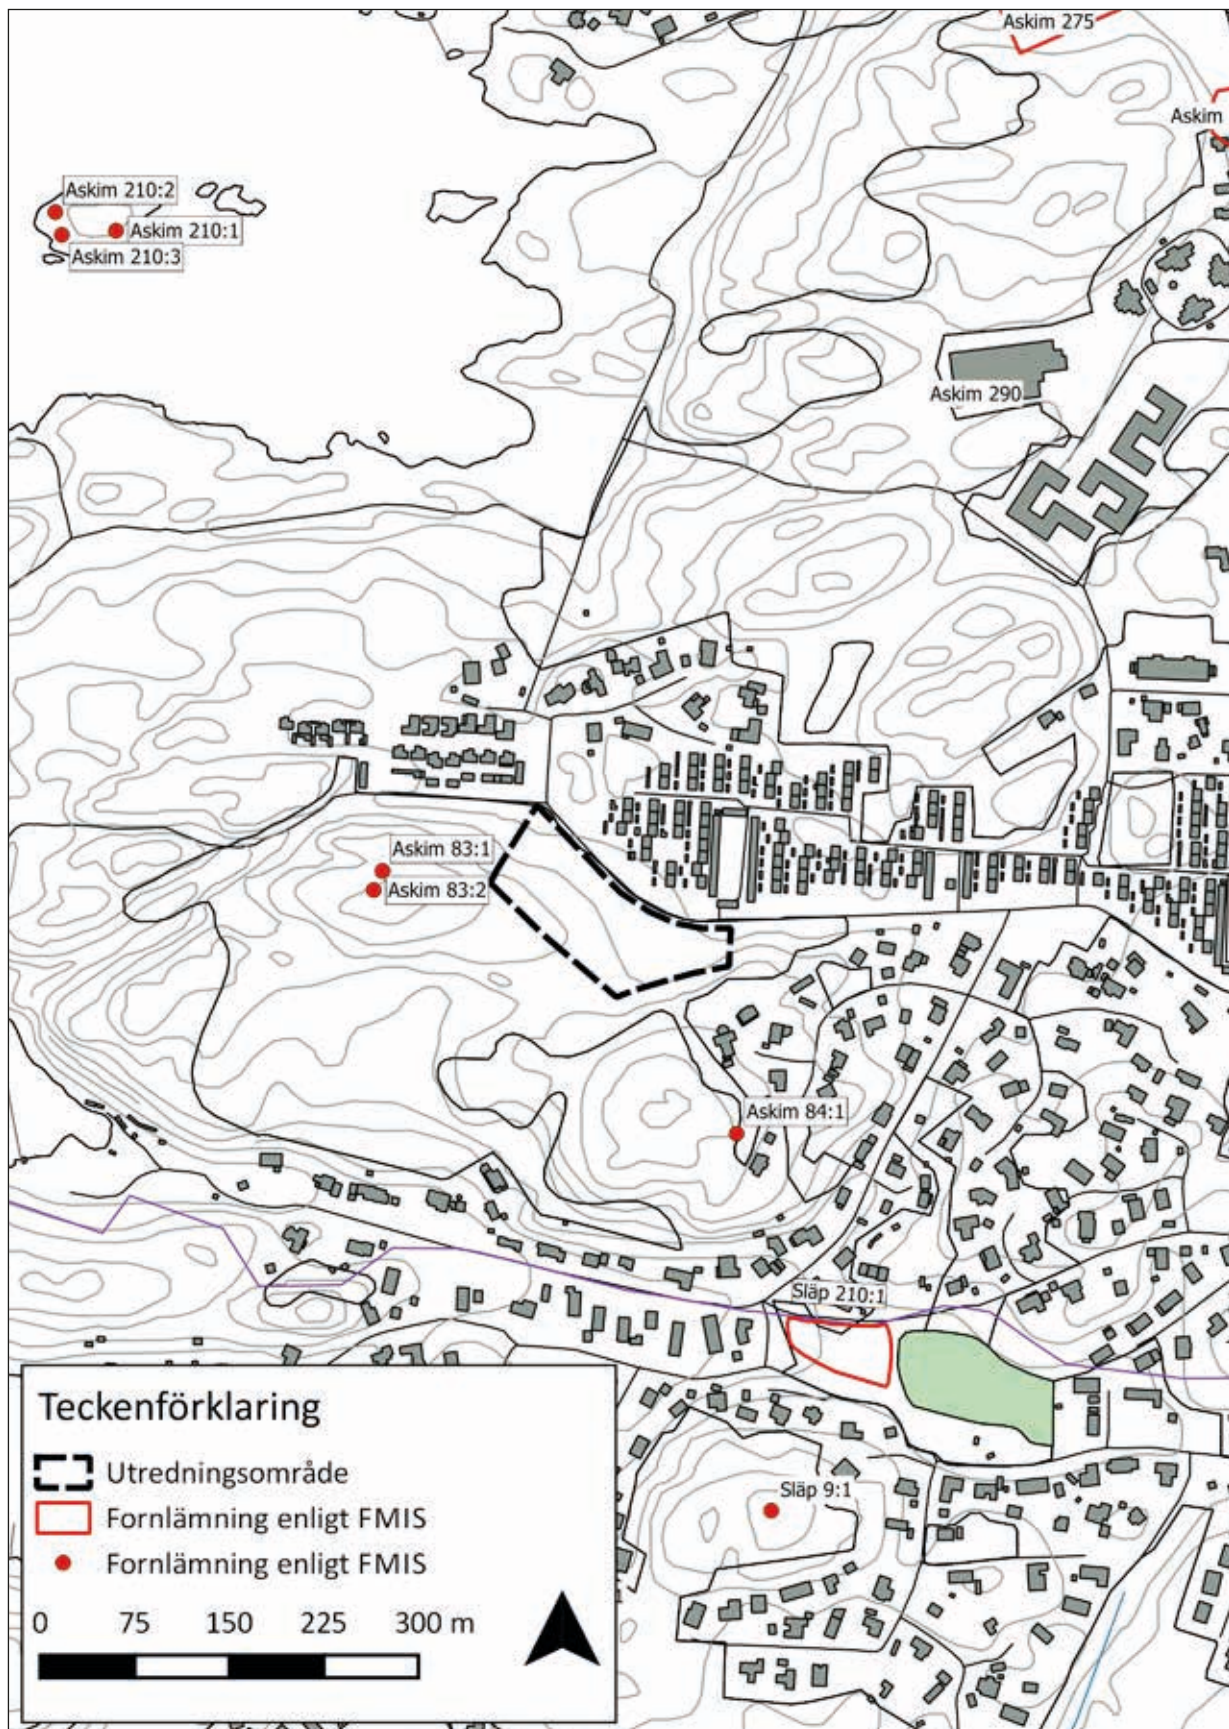 Askim 275
Askim
Askim 210:2
Askim 210:1
Askim 210:3
Askim 290
Askim 83:1
Askim 83:2
Askim 84:1
Släp 210:1
Släp 9:1
Teckenförklaring
Utredningsområde
Fornlämning enligt FMIS
Fornlämning enligt FMIS
0 75 150 225 300 m